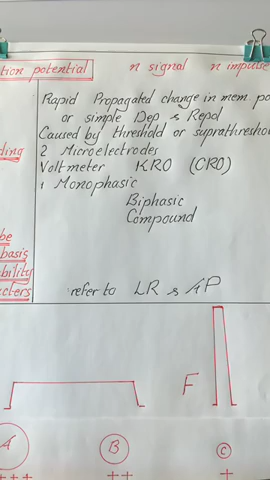 tion potential n signal n impulse
Rapid Propagated change in mem. po
or simple Dep & Repol
Caused by threshold or suprathresho
ding 2 Microelectrodes
Voltmeter KRO (CRO)
1 Monophasic
Biphasic
Compound
be
basis
bility
cters refer to LR & AP
F
A B C
+++ ++ +